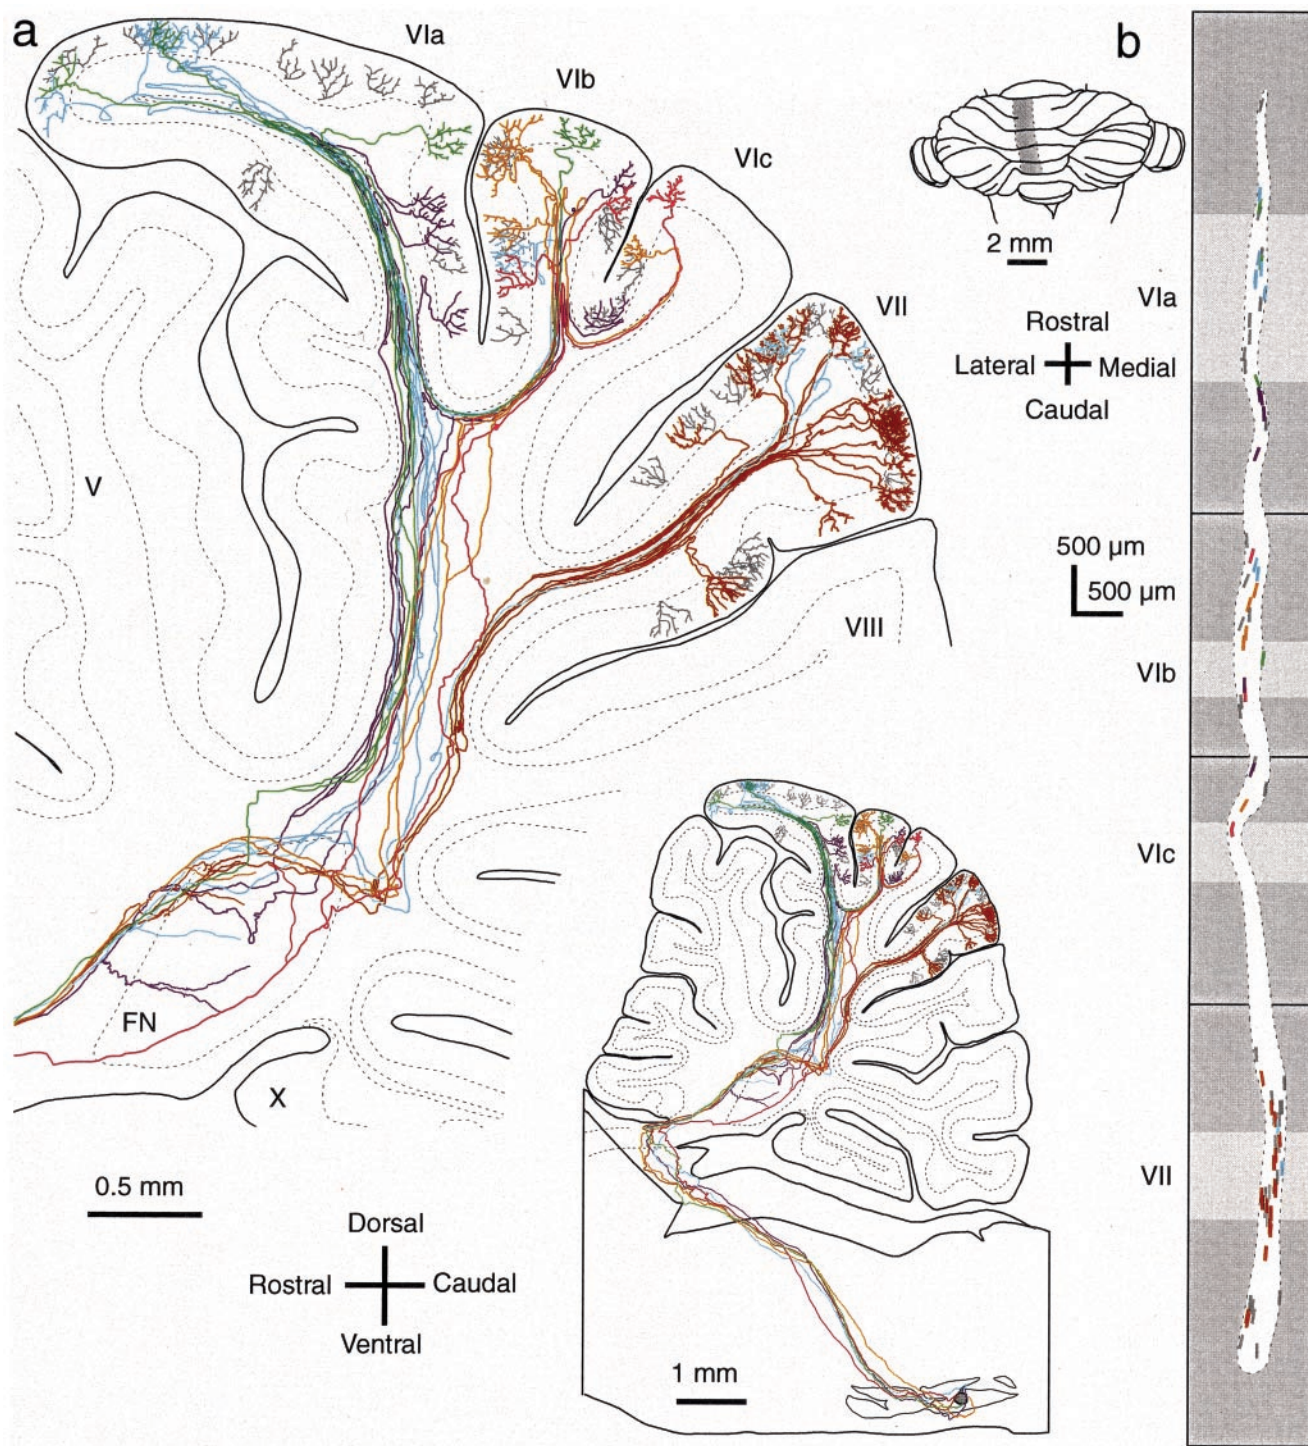 a
VIa
VIb
VIc
VII
V
VIII
FN
X
0.5 mm
Dorsal
Rostral
Caudal
Ventral
1 mm
b
2 mm
Rostral
Lateral
Medial
Caudal
500 µm
500 µm
VIa
VIb
VIc
VII